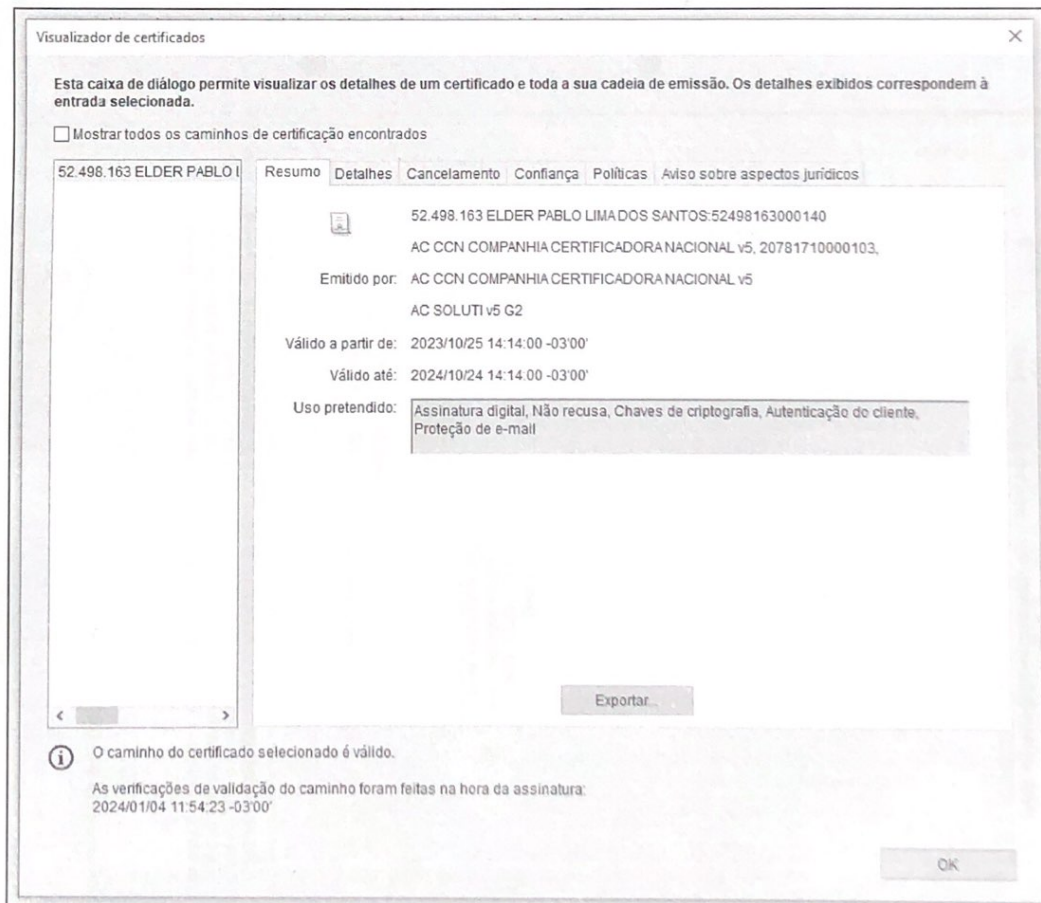 Visualizador de certificados
Esta caixa de diálogo permite visualizar os detalhes de um certificado e toda a sua cadeia de emissão. Os detalhes exibidos correspondem à
entrada selecionada.
Mostrar todos os caminhos de certificação encontrados
52.498.163 ELDER PABLO L
Resumo Detalhes Cancelamento Confiança Políticas Aviso sobre aspectos jurídicos
52.498.163 ELDER PABLO LIMA DOS SANTOS:52498163000140
AC CCN COMPANHIA CERTIFICADORA NACIONAL v5, 20781710000103,
Emitido por: AC CCN COMPANHIA CERTIFICADORA NACIONAL v5
AC SOLUTI v5 G2
Válido a partir de: 2023/10/25 14:14:00 -03'00'
Válido até: 2024/10/24 14:14:00 -03'00'
Uso pretendido: Assinatura digital, Não recusa, Chaves de criptografia, Autenticação do cliente,
Proteção de e-mail
Exportar...
O caminho do certificado selecionado é válido.
As verificações de validação do caminho foram feitas na hora da assinatura:
2024/01/04 11:54:23 -03'00'
OK